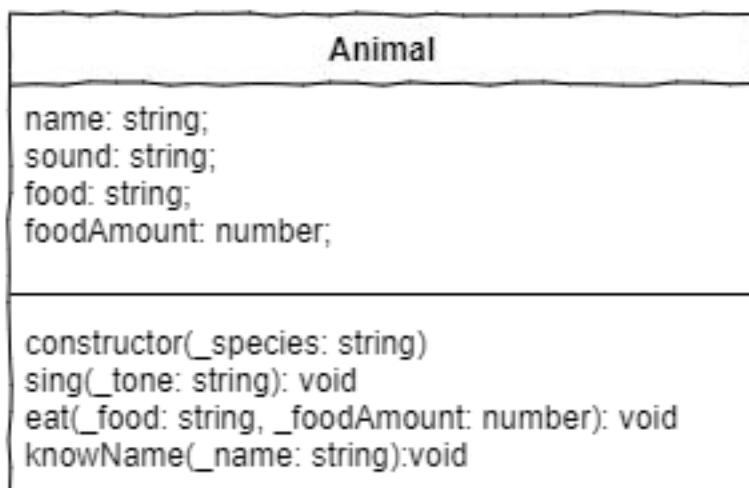 Animal
name: string;
sound: string;
food: string;
foodAmount: number;
constructor(_species: string)
sing(_tone: string): void
eat(_food: string, _foodAmount: number): void
knowName(_name: string):void